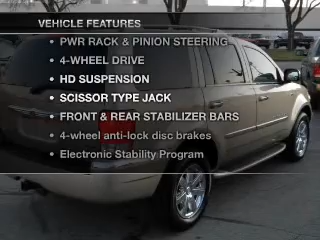 VEHICLE FEATURES
• PWR RACK & PINION STEERING
• 4-WHEEL DRIVE
• HD SUSPENSION
• SCISSOR TYPE JACK
• FRONT & REAR STABILIZER BARS
• 4-wheel anti-lock disc brakes
• Electronic Stability Program